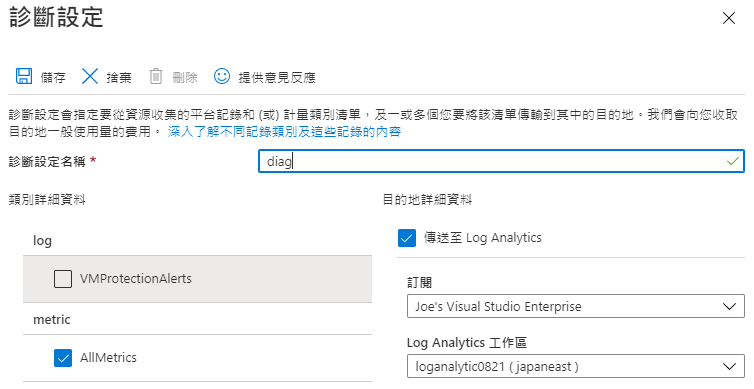 診斷設定
儲存 捨棄 刪除 提供意見反應
診斷設定會指定要從資源收集的平台記錄和 (或) 計量類別清單，及一或多個您要將該清單傳輸到其中的目的地。我們會向您收取
目的地一般使用量的費用。 深入了解不同記錄類別及這些記錄的內容
診斷設定名稱 * diag
類別詳細資料
log
VMProtectionAlerts
metric
AllMetrics
目的地詳細資料
傳送至 Log Analytics
訂閱
Joe's Visual Studio Enterprise
Log Analytics 工作區
loganalytic0821 ( japaneast )